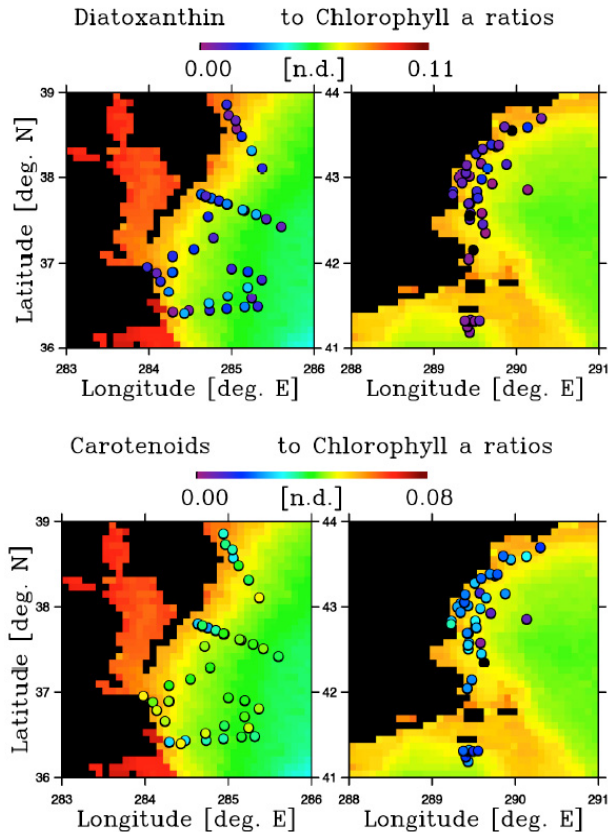 Diatoxanthin to Chlorophyll a ratios
0.00 [n.d.] 0.11
Latitude [deg. N]
39
38
37
36
283 284 285 286
Longitude [deg. E]
44
43
42
41
288 289 290 291
Longitude [deg. E]
Carotenoids to Chlorophyll a ratios
0.00 [n.d.] 0.08
Latitude [deg. N]
39
38
37
36
283 284 285 286
Longitude [deg. E]
44
43
42
41
288 289 290 291
Longitude [deg. E]